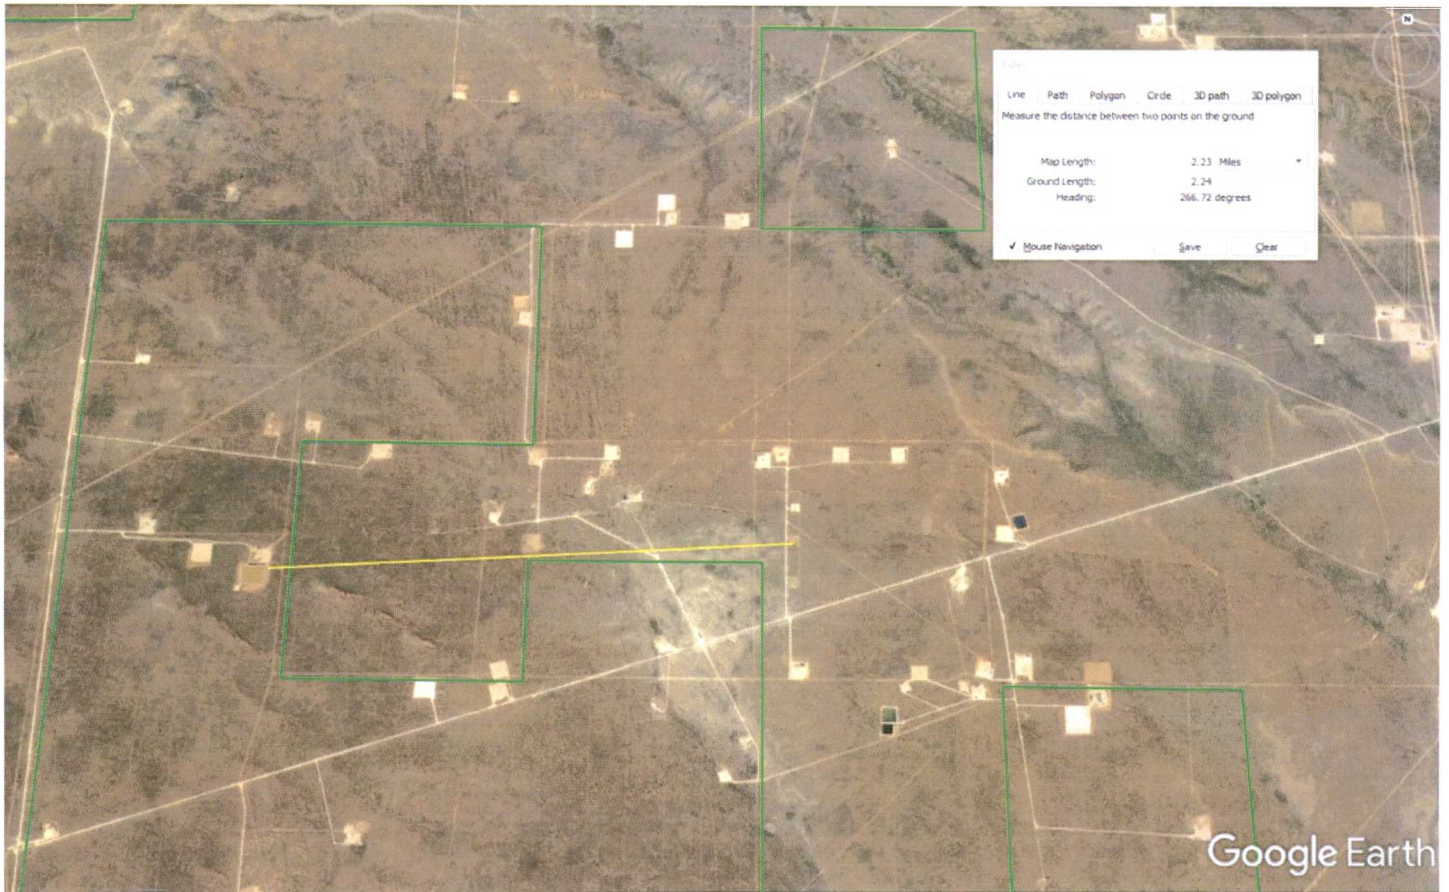 N
Ruler
Line Path Polygon Circle 3D path 3D polygon
Measure the distance between two points on the ground
Map Length: 2.23 Miles
Ground Length: 2.24
Heading: 266.72 degrees
✓ Mouse Navigation Save Clear
Google Earth